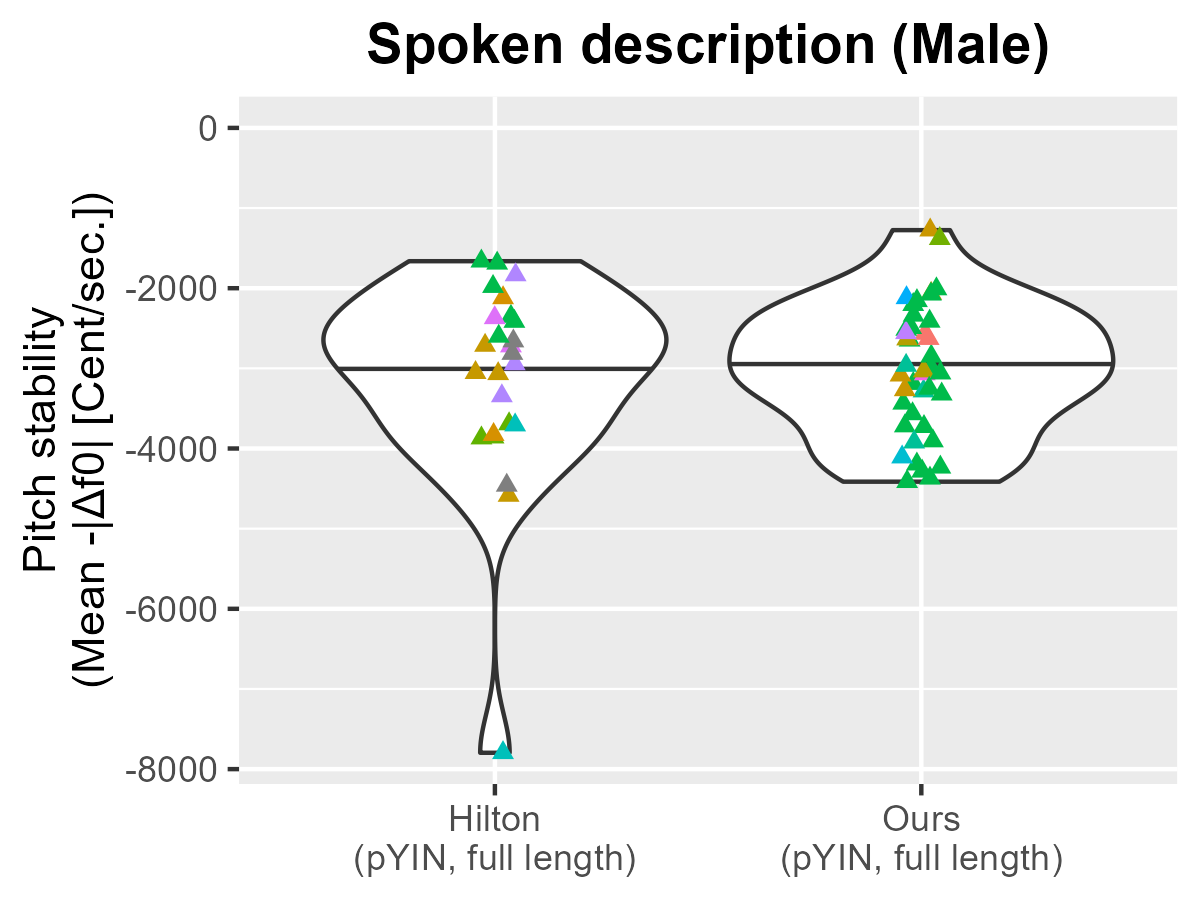 Spoken description (Male)
Pitch stability
(Mean -|Δf0| [Cent/sec.])
0
-2000
-4000
-6000
-8000
Hilton
(pYIN, full length)
Ours
(pYIN, full length)